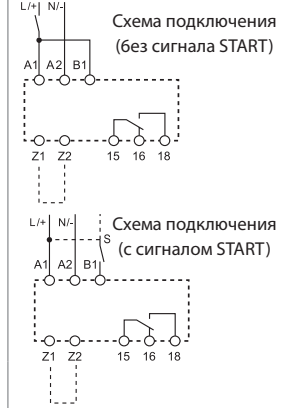 L/+ N/-
Схема подключения
(без сигнала START)
A1 A2 B1
Z1 Z2 15 16 18
L/+ N/-
Схема подключения
(с сигналом START)
S
A1 A2 B1
Z1 Z2 15 16 18